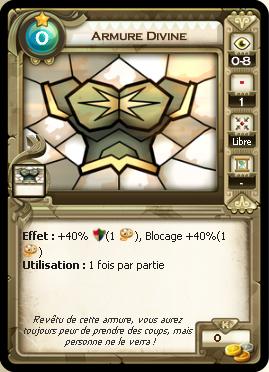 0
ARMURE DIVINE
0-8
1
Libre
-
Effet : +40% (1 ), Blocage +40%(1
)
Utilisation : 1 fois par partie
Revêtu de cette armure, vous aurez
toujours peur de prendre des coups, mais
personne ne le verra !
K
0